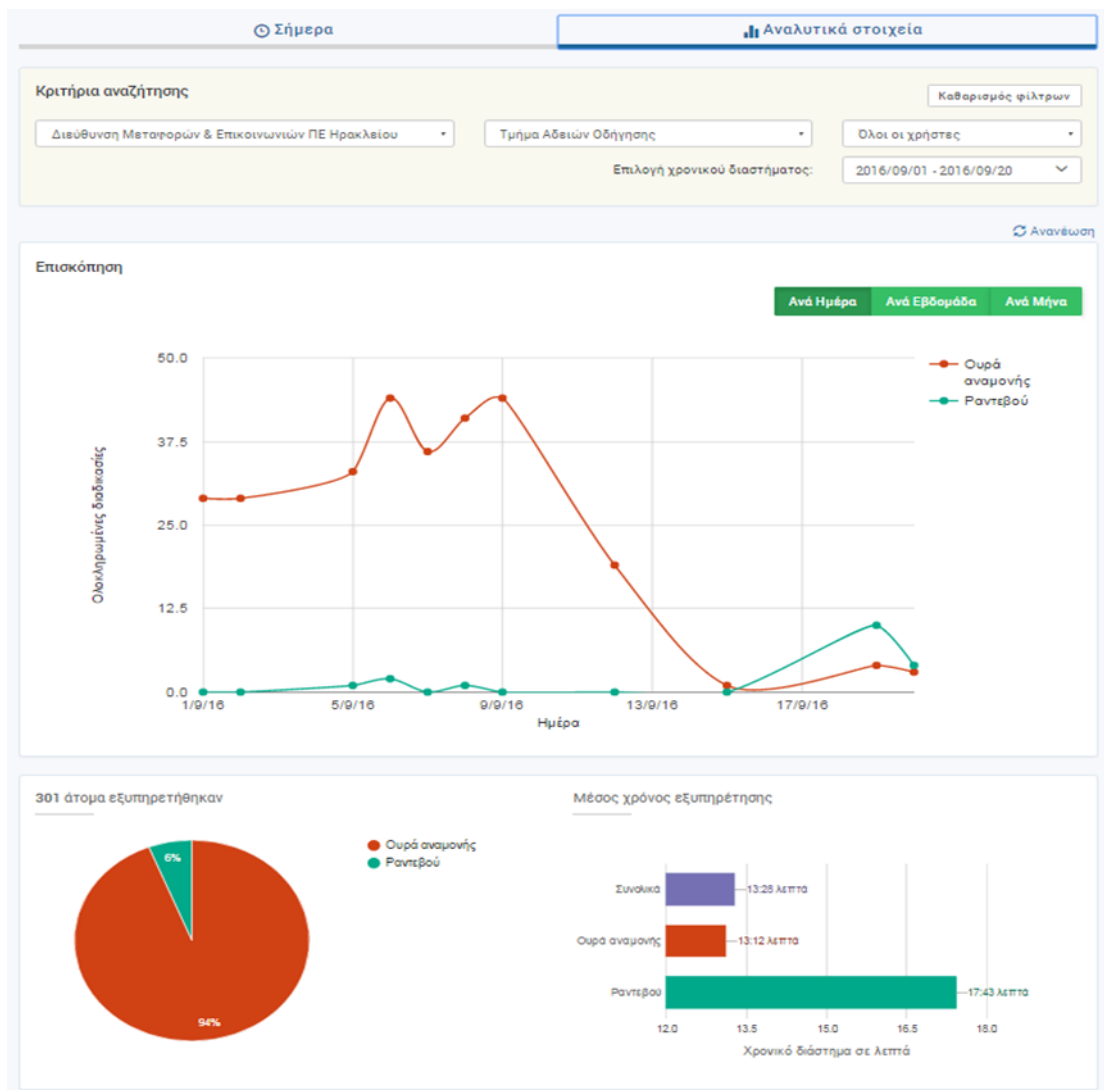 Σήμερα
Αναλυτικά στοιχεία
Κριτήρια αναζήτησης
Καθαρισμός φίλτρων
Διεύθυνση Μεταφορών & Επικοινωνιών ΠΕ Ηρακλείου
Τμήμα Αδειών Οδήγησης
Όλοι οι χρήστες
Επιλογή χρονικού διαστήματος:
2016/09/01 - 2016/09/20
Ανανέωση
Επισκόπηση
Ανά Ημέρα
Ανά Εβδομάδα
Ανά Μήνα
50.0
37.5
25.0
12.5
0.0
Ολοκληρωμένες διαδικασίες
1/9/16
5/9/16
9/9/16
13/9/16
17/9/16
Ημέρα
Ουρά
αναμονής
Ραντεβού
301 άτομα εξυπηρετήθηκαν
6%
94%
Ουρά αναμονής
Ραντεβού
Μέσος χρόνος εξυπηρέτησης
Συνολικά
13:28 λεπτά
Ουρά αναμονής
13:12 λεπτά
Ραντεβού
17:43 λεπτά
12.0
13.5
15.0
16.5
18.0
Χρονικό διάστημα σε λεπτά